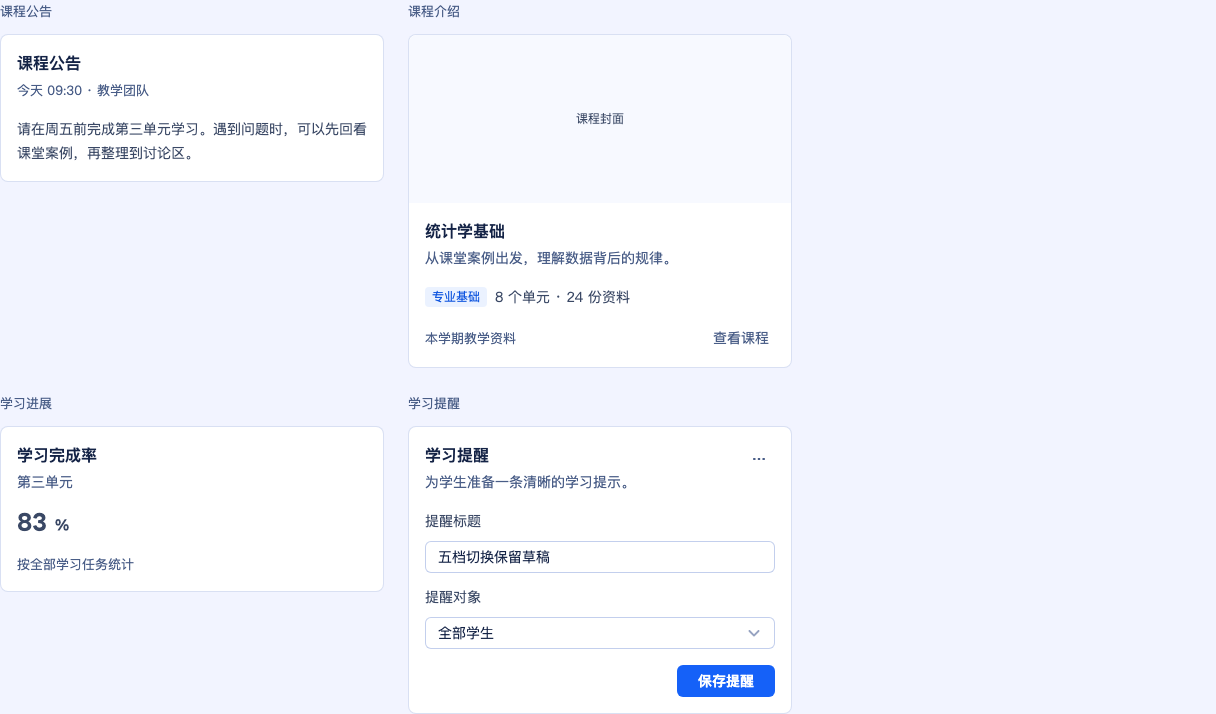 课程公告
课程公告
今天 09:30 · 教学团队
请在周五前完成第三单元学习。遇到问题时，可以先回看
课堂案例，再整理到讨论区。
课程介绍
课程封面
统计学基础
从课堂案例出发，理解数据背后的规律。
专业基础 8 个单元 · 24 份资料
本学期教学资料 查看课程
学习进展
学习完成率
第三单元
83 %
按全部学习任务统计
学习提醒
学习提醒 ...
为学生准备一条清晰的学习提示。
提醒标题
五档切换保留草稿
提醒对象
全部学生
保存提醒